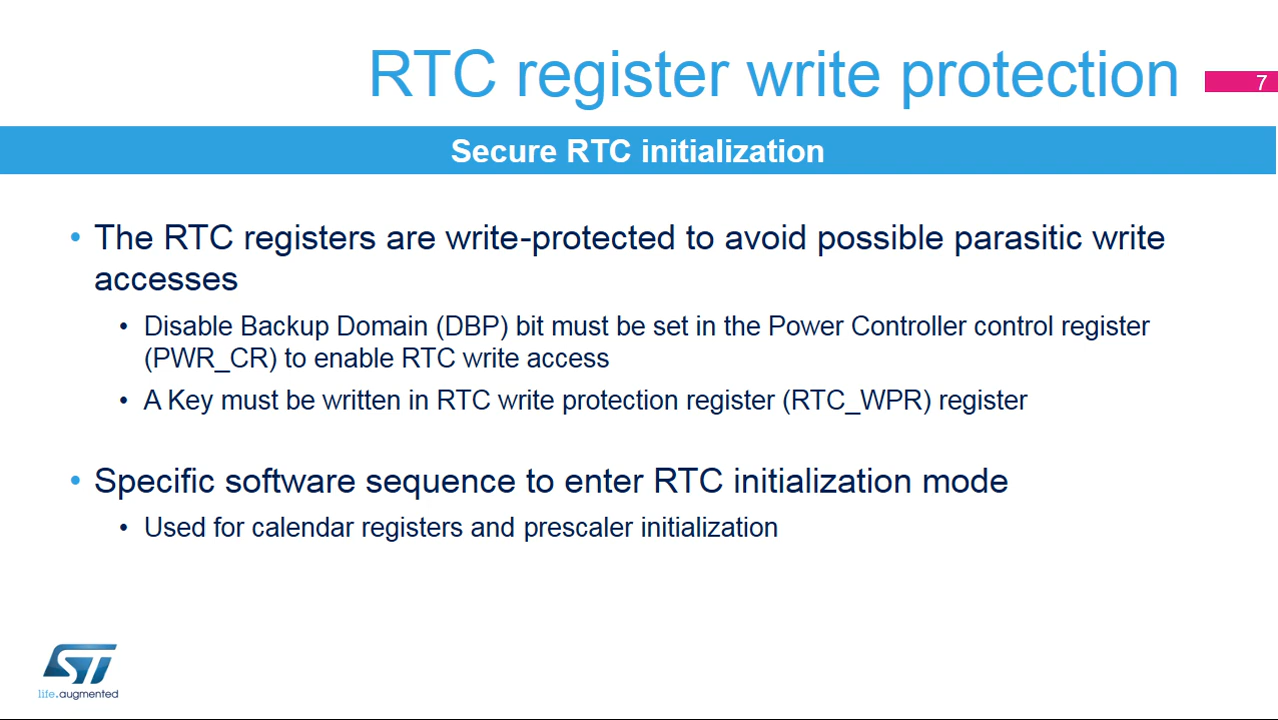 RTC register write protection
7
Secure RTC initialization
• The RTC registers are write-protected to avoid possible parasitic write
accesses
• Disable Backup Domain (DBP) bit must be set in the Power Controller control register
(PWR_CR) to enable RTC write access
• A Key must be written in RTC write protection register (RTC_WPR) register
• Specific software sequence to enter RTC initialization mode
• Used for calendar registers and prescaler initialization
ST
life.augmented